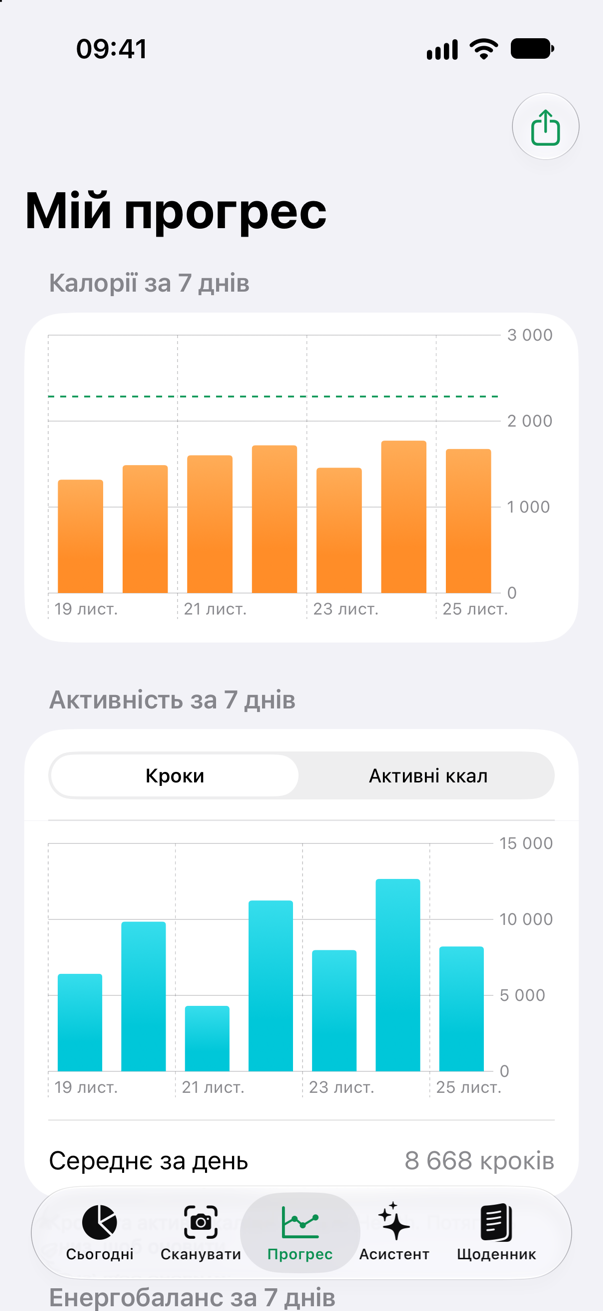 09:41
Мій прогрес
Калорії за 7 днів
3 000
2 000
1 000
0
19 лист. 21 лист. 23 лист. 25 лист.
Активність за 7 днів
Кроки Активні ккал
15 000
10 000
5 000
0
19 лист. 21 лист. 23 лист. 25 лист.
Середнє за день 8 668 кроків
Сьогодні Сканувати Прогрес Асистент Щоденник
Енергобаланс за 7 днів